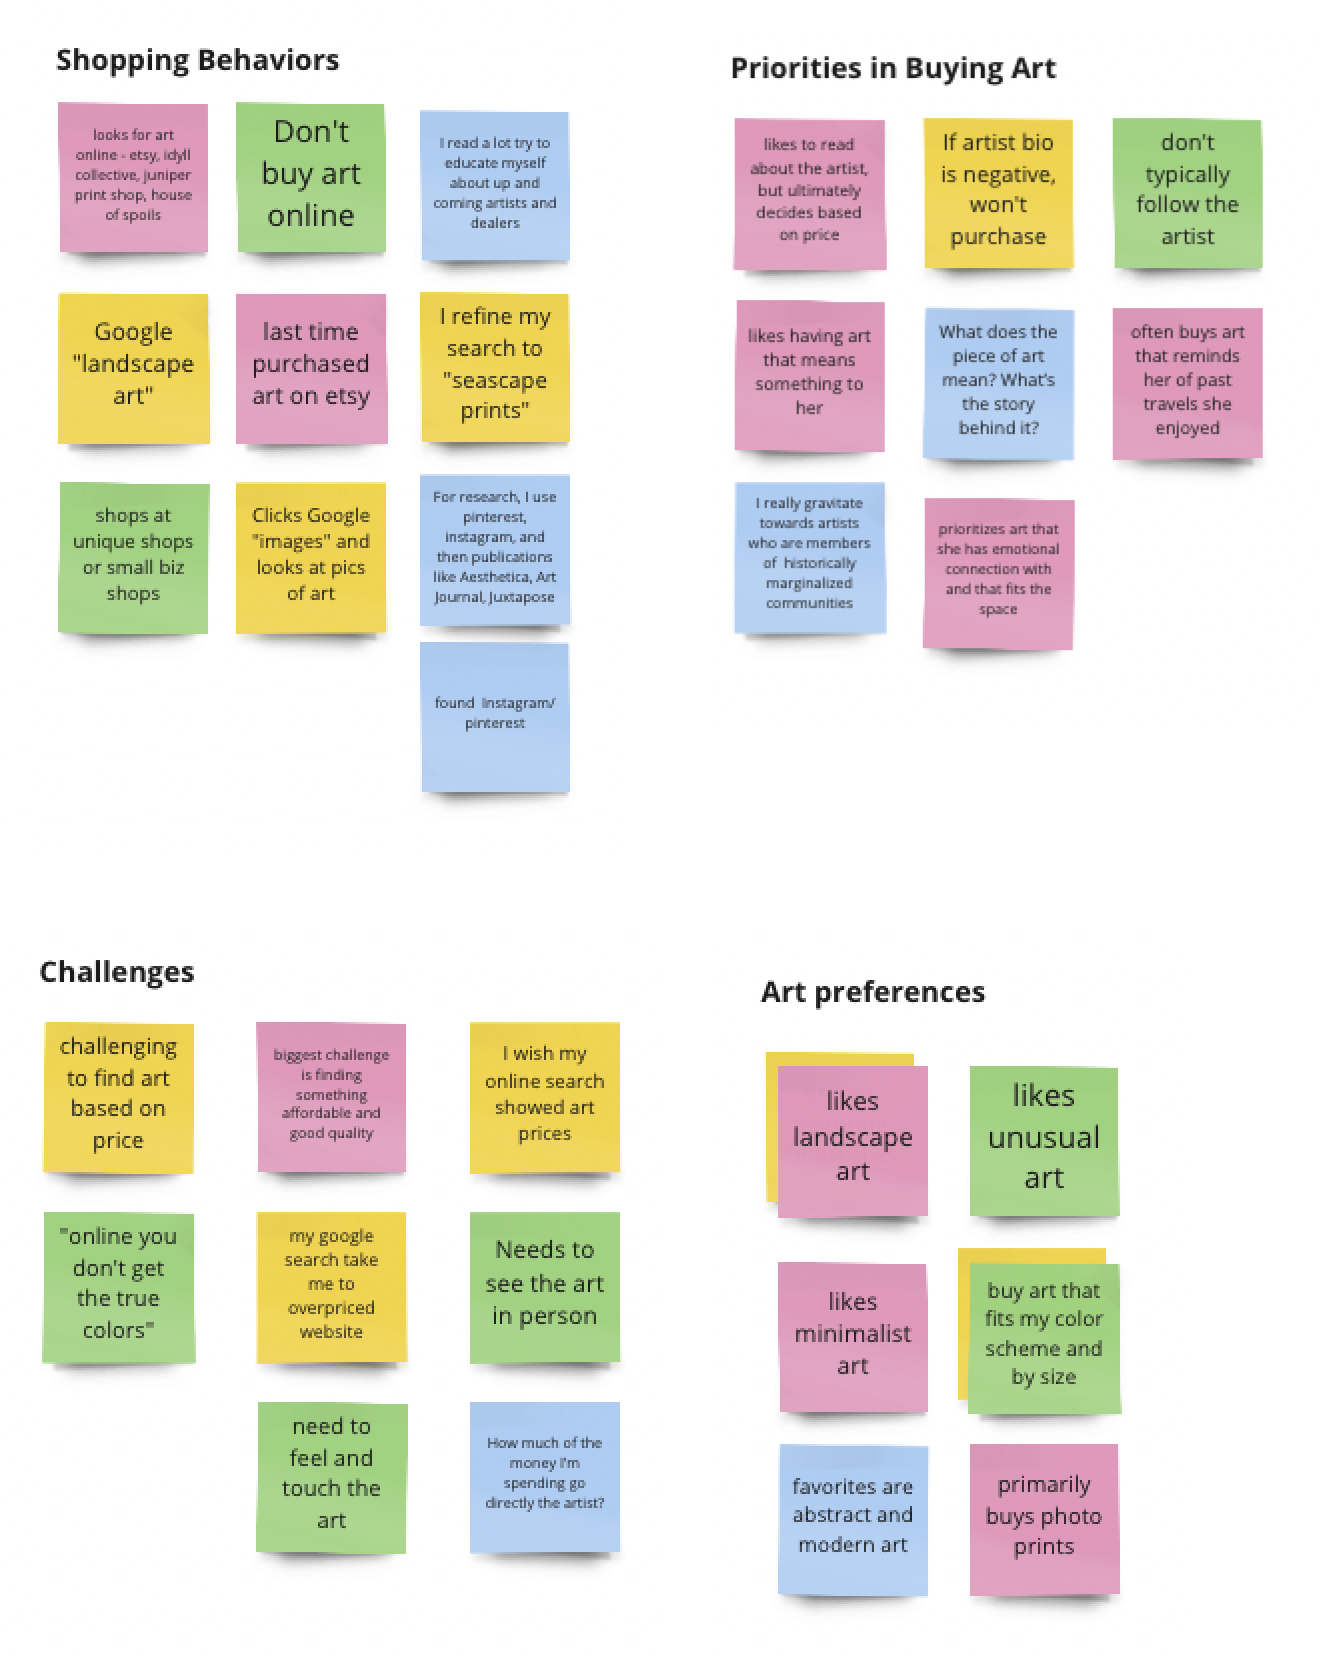 Shopping Behaviors
looks for art
online - etsy, idyll
collective, juniper
print shop, house
of spoils
Don't
buy art
online
I read a lot try to
educate myself
about up and
coming artists and
dealers
Google
"landscape
art"
last time
purchased
art on etsy
I refine my
search to
"seascape
prints"
shops at
unique shops
or small biz
shops
Clicks Google
"images" and
looks at pics
of art
For research, I use
pinterest,
instagram, and
then publications
like Aesthetica, Art
Journal, Juxtapose
found Instagram/
pinterest
Priorities in Buying Art
likes to read
about the artist,
but ultimately
decides based
on price
If artist bio
is negative,
won't
purchase
don't
typically
follow the
artist
likes having art
that means
something to
her
What does the
piece of art
mean? What's
the story
behind it?
often buys art
that reminds
her of past
travels she
enjoyed
I really gravitate
towards artists
who are members
of historically
marginalized
communities
prioritizes art that
she has emotional
connection with
and that fits the
space
Challenges
challenging
to find art
based on
price
biggest challenge
is finding
something
affordable and
good quality
I wish my
online search
showed art
prices
"online you
don't get
the true
colors"
my google
search take
me to
overpriced
website
Needs to
see the art
in person
need to
feel and
touch the
art
How much of the
money I'm
spending go
directly the artist?
Art preferences
likes
landscape
art
likes
unusual
art
likes
minimalist
art
buy art that
fits my color
scheme and
by size
favorites are
abstract and
modern art
primarily
buys photo
prints